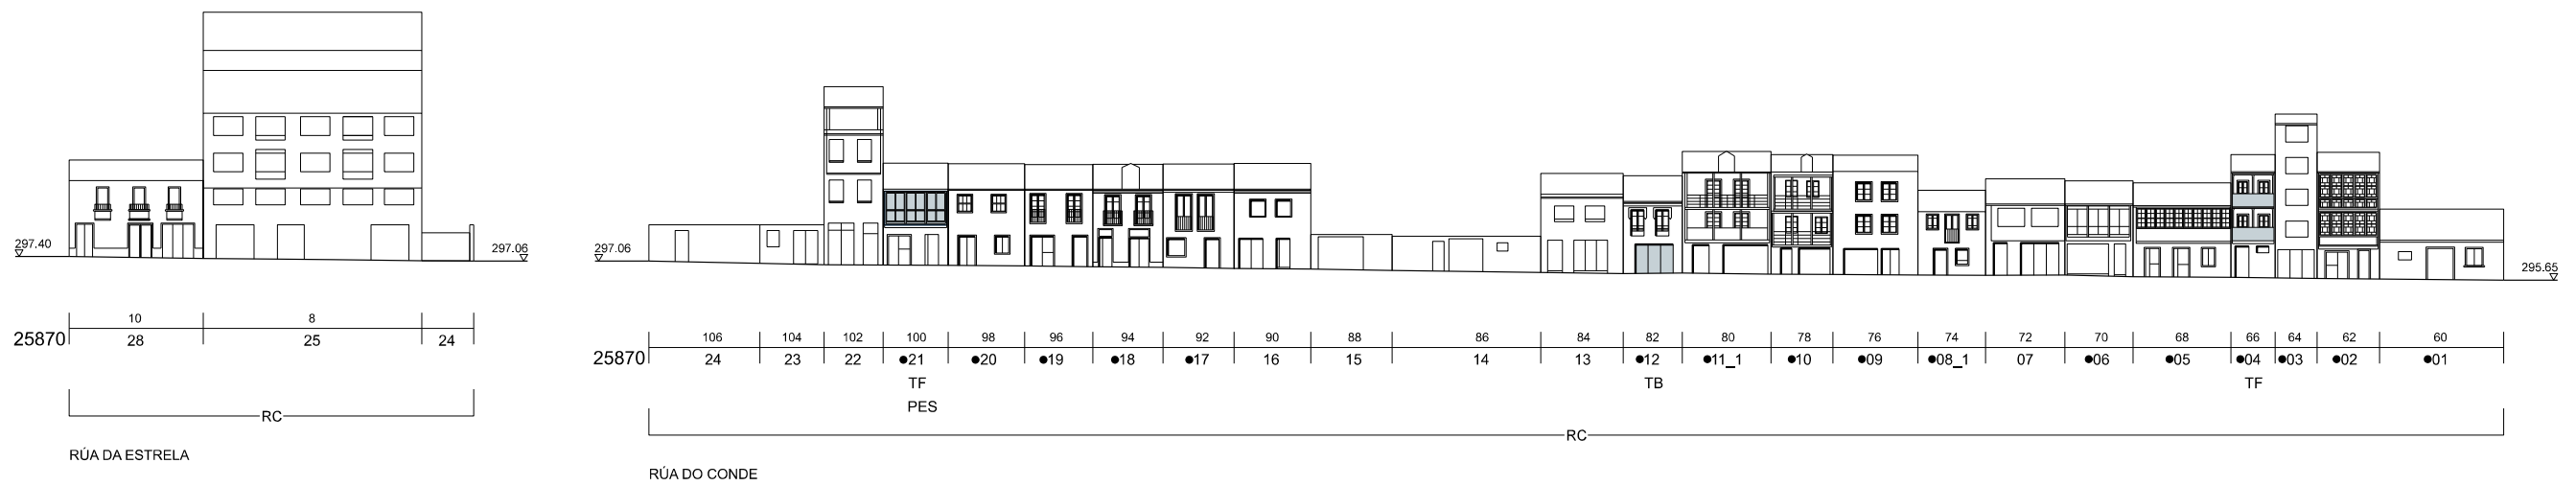 297.40
297.06
10 8
25870 28 25 24
RC
RÚA DA ESTRELA
297.06
295.65
106 104 102 100 98 96 94 92 90 88 86 84 82 80 78 76 74 72 70 68 66 64 62 60
25870 24 23 22 ●21 ●20 ●19 ●18 ●17 16 15 14 13 ●12 ●11_1 ●10 ●09 ●08_1 07 ●06 ●05 ●04 ●03 ●02 ●01
TF TB TF
PES
RC
RÚA DO CONDE